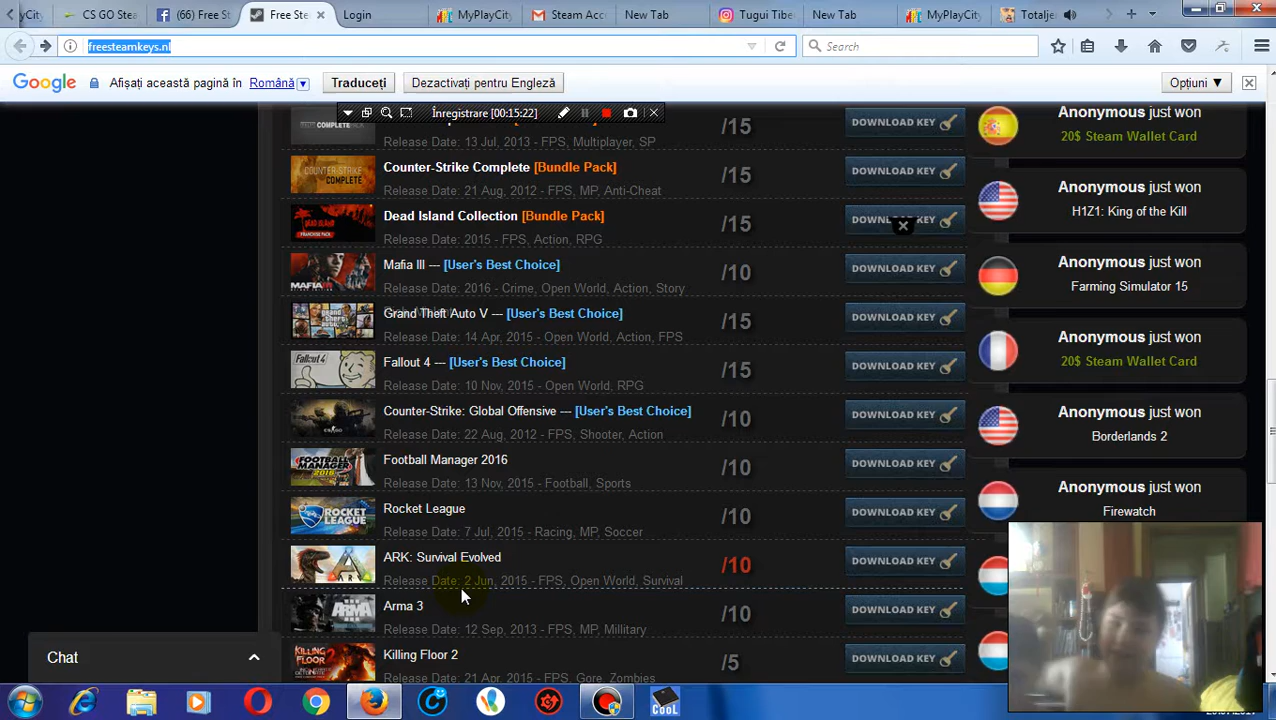 yCity
CS GO Stea
(66) Free St
Free Ste
Login
MyPlayCity
Steam Acc
New Tab
Tugui Tiber
New Tab
MyPlayCity
Totalje
freesteamkeys.nl
Search
Google
Afișați această pagină în Română
Traduceți
Dezactivați pentru Engleză
Opțiuni ▼
Înregistrare [00:15:22]
Release Date: 13 Jul, 2013 - FPS, Multiplayer, SP
/15
DOWNLOAD KEY
Counter-Strike Complete [Bundle Pack]
Release Date: 21 Aug, 2012 - FPS, MP, Anti-Cheat
/15
DOWNLOAD KEY
Dead Island Collection [Bundle Pack]
Release Date: 2015 - FPS, Action, RPG
/15
Mafia III --- [User's Best Choice]
Release Date: 2016 - Crime, Open World, Action, Story
/10
DOWNLOAD KEY
Grand Theft Auto V --- [User's Best Choice]
Release Date: 14 Apr, 2015 - Open World, Action, FPS
/15
DOWNLOAD KEY
Fallout 4 --- [User's Best Choice]
Release Date: 10 Nov, 2015 - Open World, RPG
/15
DOWNLOAD KEY
Counter-Strike: Global Offensive --- [User's Best Choice]
Release Date: 22 Aug, 2012 - FPS, Shooter, Action
/10
DOWNLOAD KEY
Football Manager 2016
Release Date: 13 Nov, 2015 - Football, Sports
/10
DOWNLOAD KEY
Rocket League
Release Date: 7 Jul, 2015 - Racing, MP, Soccer
/10
DOWNLOAD KEY
ARK: Survival Evolved
Release Date: 2 Jun, 2015 - FPS, Open World, Survival
/10
DOWNLOAD KEY
Arma 3
Release Date: 12 Sep, 2013 - FPS, MP, Millitary
/10
DOWNLOAD KEY
Killing Floor 2
Release Date: 21 Apr, 2015 - FPS, Gore, Zombies
/5
DOWNLOAD KEY
Anonymous just won
20$ Steam Wallet Card
Anonymous just won
H1Z1: King of the Kill
Anonymous just won
Farming Simulator 15
Anonymous just won
20$ Steam Wallet Card
Anonymous just won
Borderlands 2
Anonymous just won
Firewatch
Chat